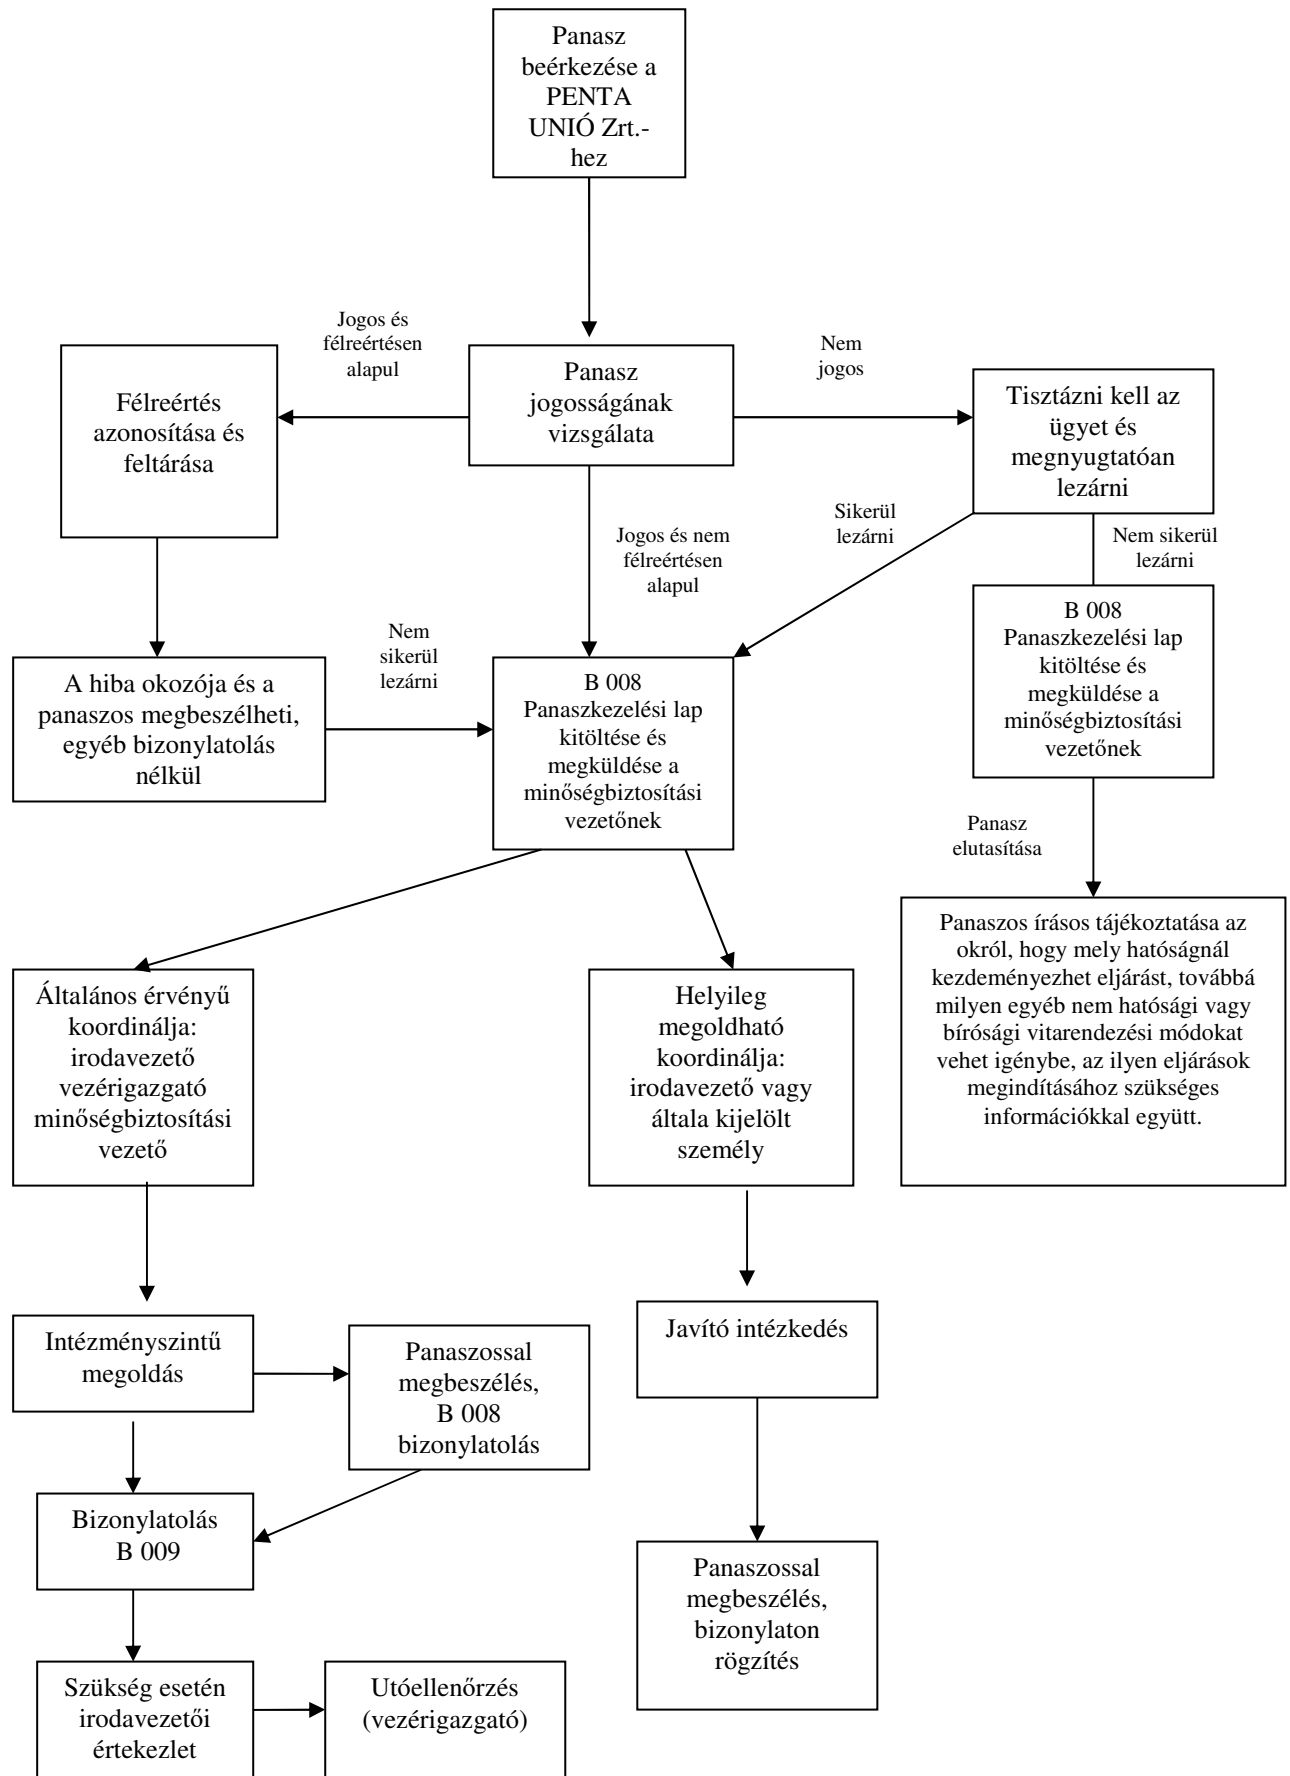 Panasz
beérkezése a
PENTA
UNIÓ Zrt.-
hez
Jogos és
félreértésen
alapul
Nem
jogos
Félreértés
azonosítása és
feltárása
Panasz
jogosságának
vizsgálata
Tisztázni kell az
ügyet és
megnyugtatóan
lezárni
Jogos és nem
félreértésen
alapul
Sikerül
lezárni
Nem sikerül
lezárni
A hiba okozója és a
panaszos megbeszélheti,
egyéb bizonylatolás
nélkül
Nem
sikerül
lezárni
B 008
Panaszkezelési lap
kitöltése és
megküldése a
minőségbiztosítási
vezetőnek
B 008
Panaszkezelési lap
kitöltése és
megküldése a
minőségbiztosítási
vezetőnek
Panasz
elutasítása
Általános érvényű
koordinálja:
irodavezető
vezérigazgató
minőségbiztosítási
vezető
Helyileg
megoldható
koordinálja:
irodavezető vagy
általa kijelölt
személy
Panaszos írásos tájékoztatása az
okról, hogy mely hatóságnál
kezdeményezhet eljárást, továbbá
milyen egyéb nem hatósági vagy
bírósági vitarendezési módokat
vehet igénybe, az ilyen eljárások
megindításához szükséges
információkkal együtt.
Intézményszintű
megoldás
Panaszossal
megbeszélés,
B 008
bizonylatolás
Javító intézkedés
Bizonylatolás
B 009
Panaszossal
megbeszélés,
bizonylaton
rögzítés
Szükség esetén
irodavezetői
értekezlet
Utóellenőrzés
(vezérigazgató)